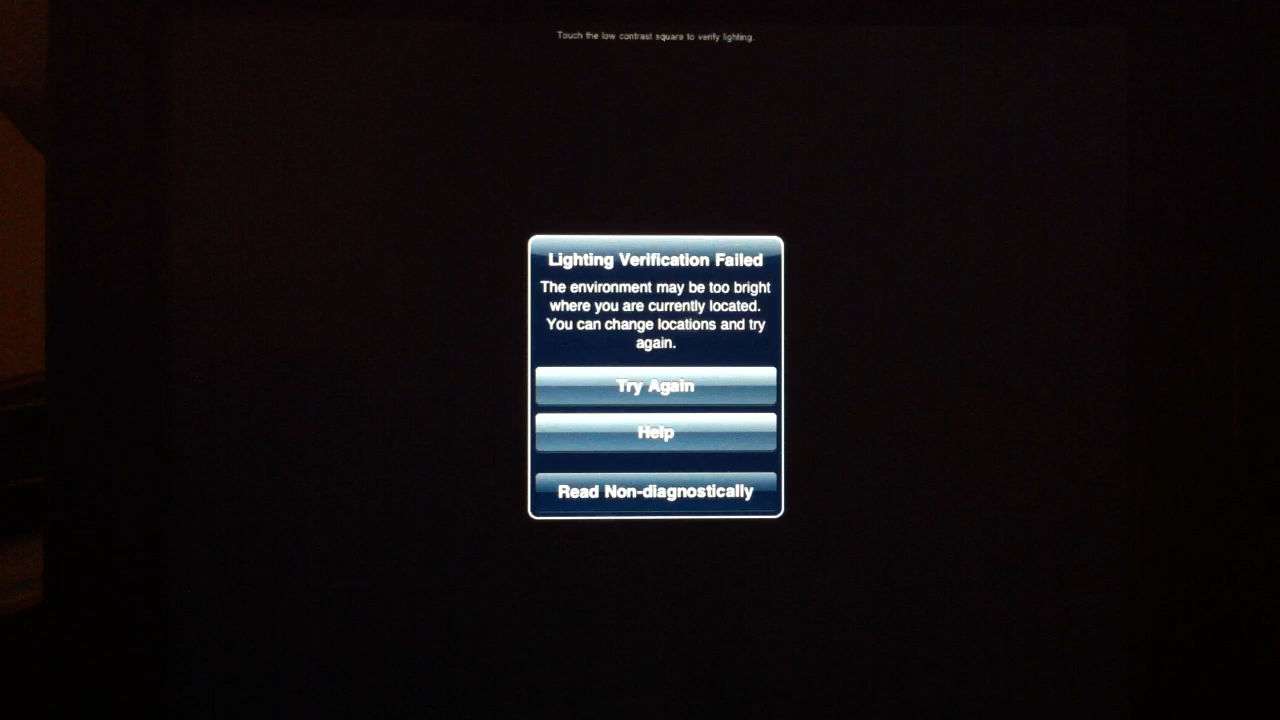 Touch the low contrast square to verify lighting.
Lighting Verification Failed
The environment may be too bright
where you are currently located.
You can change locations and try
again.
Try Again
Help
Read Non-diagnostically